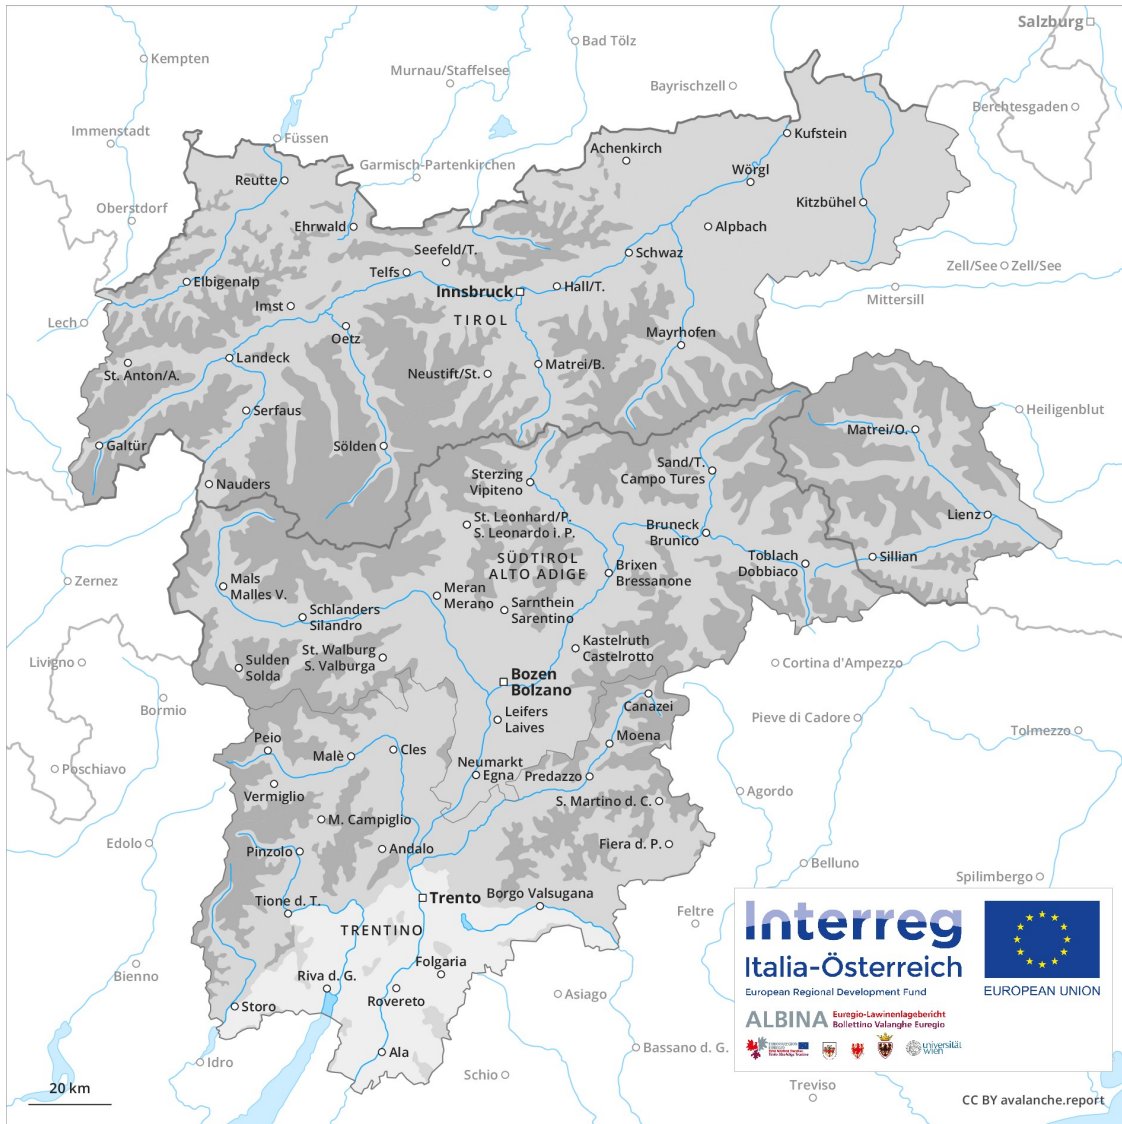 Salzburg
Bad Tölz
Kempten
Murnau/Staffelsee
Bayrischzell
Berchtesgaden
Immenstadt
Füssen
Kufstein
Achenkirch
Garmisch-Partenkirchen
Wörgl
Reutte
Kitzbühel
Oberstdorf
Ehrwald
Alpbach
Seefeld/T.
Schwaz
Telfs
Zell/See
Zell/See
Elbigenalp
Hall/T.
Innsbruck
Mittersill
Imst
TIROL
Lech
Mayrhofen
Oetz
Landeck
Matrei/B.
St. Anton/A.
Neustift/St.
Serfaus
Heiligenblut
Matrei/O.
Galtür
Sölden
Sand/T.
Campo Tures
Sterzing
Vipiteno
Nauders
St. Leonhard/P.
S. Leonardo i. P.
Lienz
Bruneck
Brunico
SÜDTIROL
ALTO ADIGE
Toblach
Dobbiaco
Sillian
Brixen
Bressanone
Zernez
Mals
Malles V.
Meran
Merano
Sarnthein
Sarentino
Schlanders
Silandro
Kastelruth
Castelrotto
St. Walburg
S. Valburga
Livigno
Sulden
Solda
Cortina d'Ampezzo
Bozen
Bolzano
Bormio
Canazei
Leifers
Laives
Pieve di Cadore
Tolmezzo
Peio
Moena
Cles
Malè
Neumarkt
Egna
Predazzo
Poschiavo
Vermiglio
Agordo
S. Martino d. C.
M. Campiglio
Edolo
Pinzolo
Andalo
Fiera d. P.
Belluno
Spilimbergo
Borgo Valsugana
Trento
Tione d. T.
Feltre
TRENTINO
Interreg
Italia-Österreich
European Regional Development Fund
EUROPEAN UNION
Folgaria
Bienno
Riva d. G.
Rovereto
Asiago
Storo
ALBINA
Euregio-Lawinenlagebericht
Bollettino Valanghe Euregio
universität
wien
Ala
Bassano d. G.
Idro
Schio
Treviso
20 km
CC BY avalanche.report